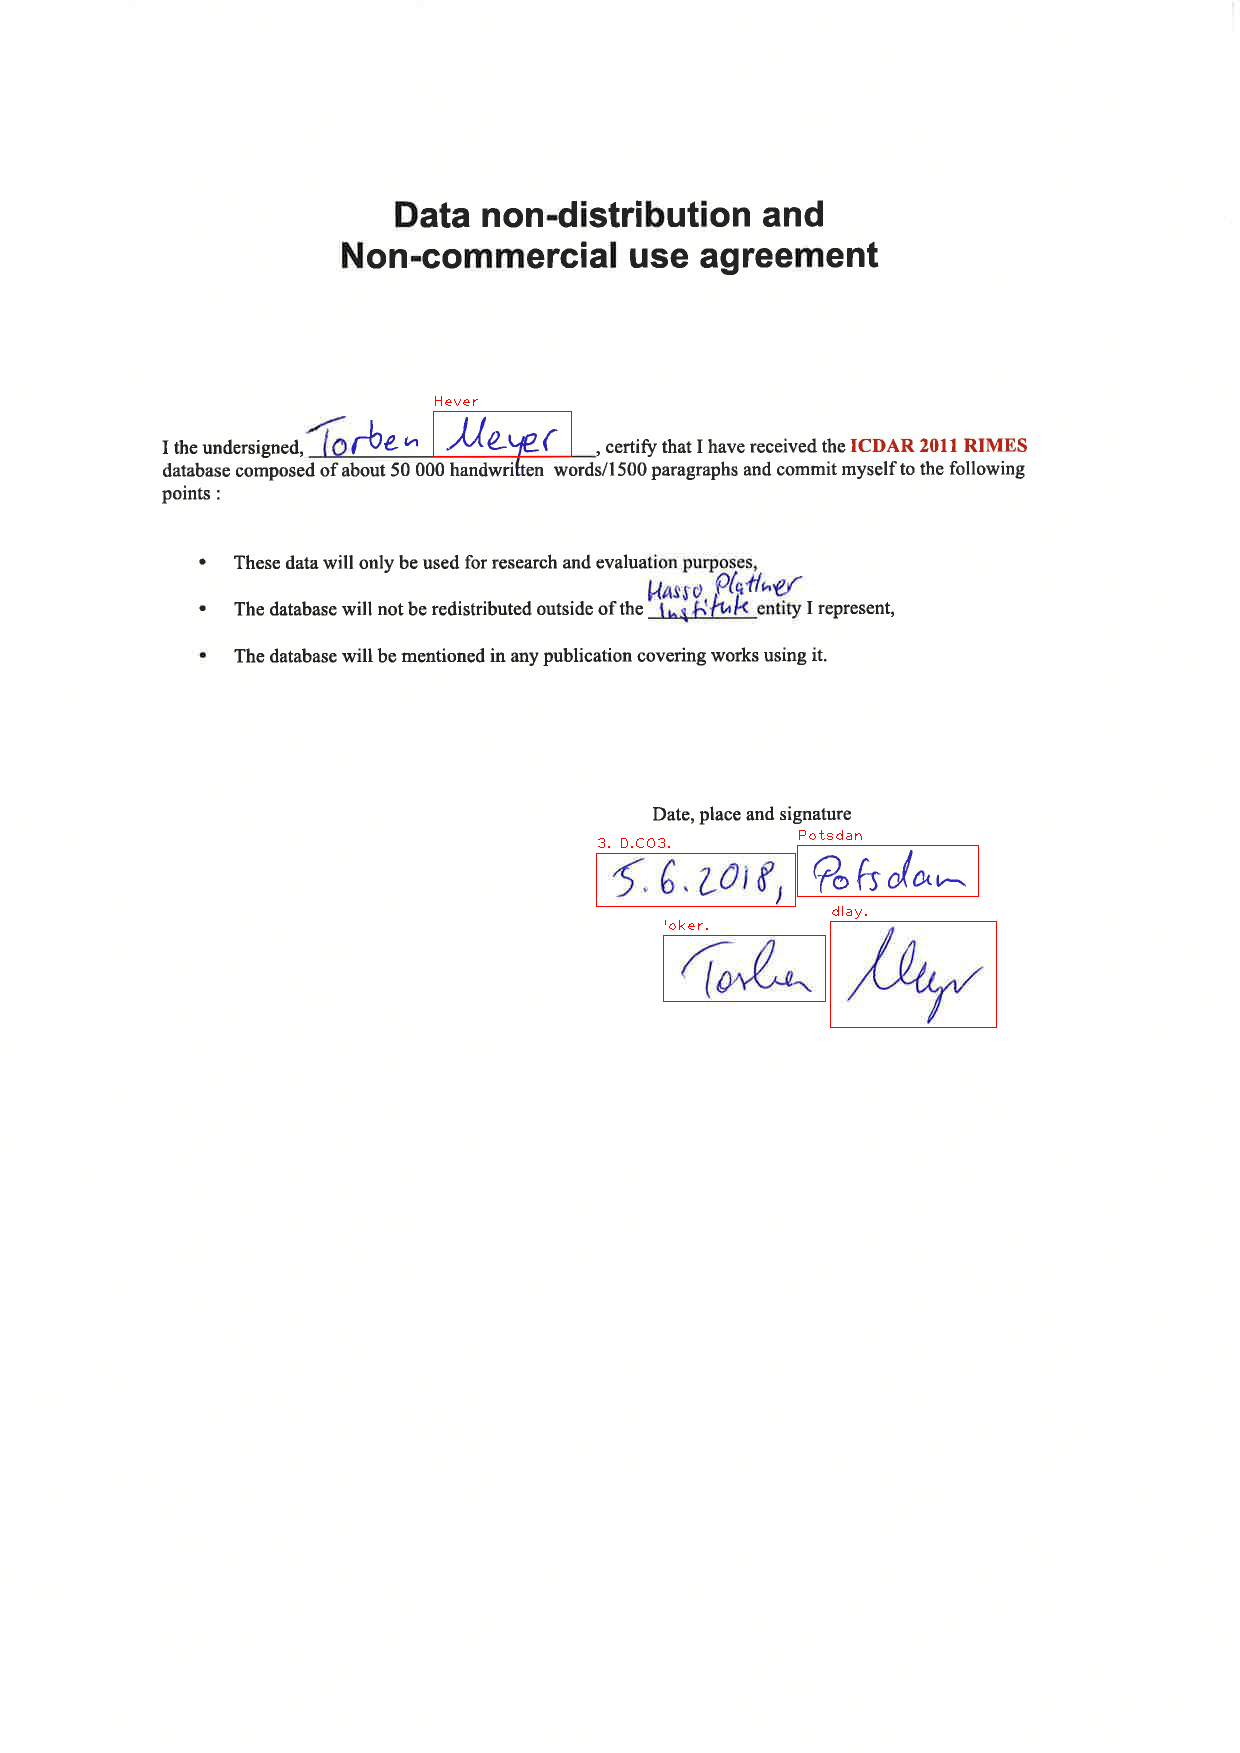 Data non-distribution and
Non-commercial use agreement
Hever
I the undersigned, Torben Meyer, certify that I have received the ICDAR 2011 RIMES
database composed of about 50 000 handwritten words/1500 paragraphs and commit myself to the following
points :
• These data will only be used for research and evaluation purposes,
Hasso Plattner
• The database will not be redistributed outside of the Institute entity I represent,
• The database will be mentioned in any publication covering works using it.
Date, place and signature
3. D.CO3. Potsdan
5.6.2018, Potsdam
'oker. dlay.
Torben Meyer